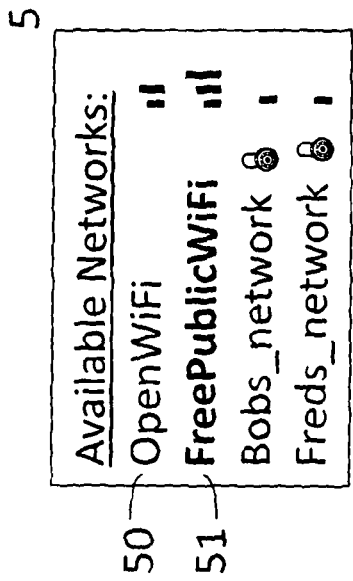 5
Available Networks:
50 OpenWiFi
51 FreePublicWiFi
Bobs_network
Freds_network